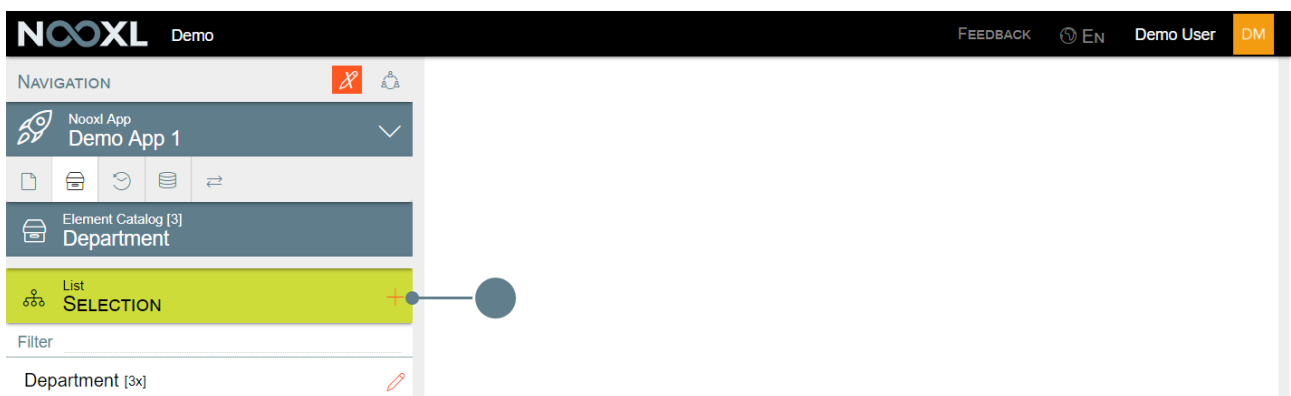 NOOXL Demo FEEDBACK EN Demo User DM
NAVIGATION
Nooxl App
Demo App 1
Element Catalog [3]
Department
List
SELECTION
Filter
Department [3x]